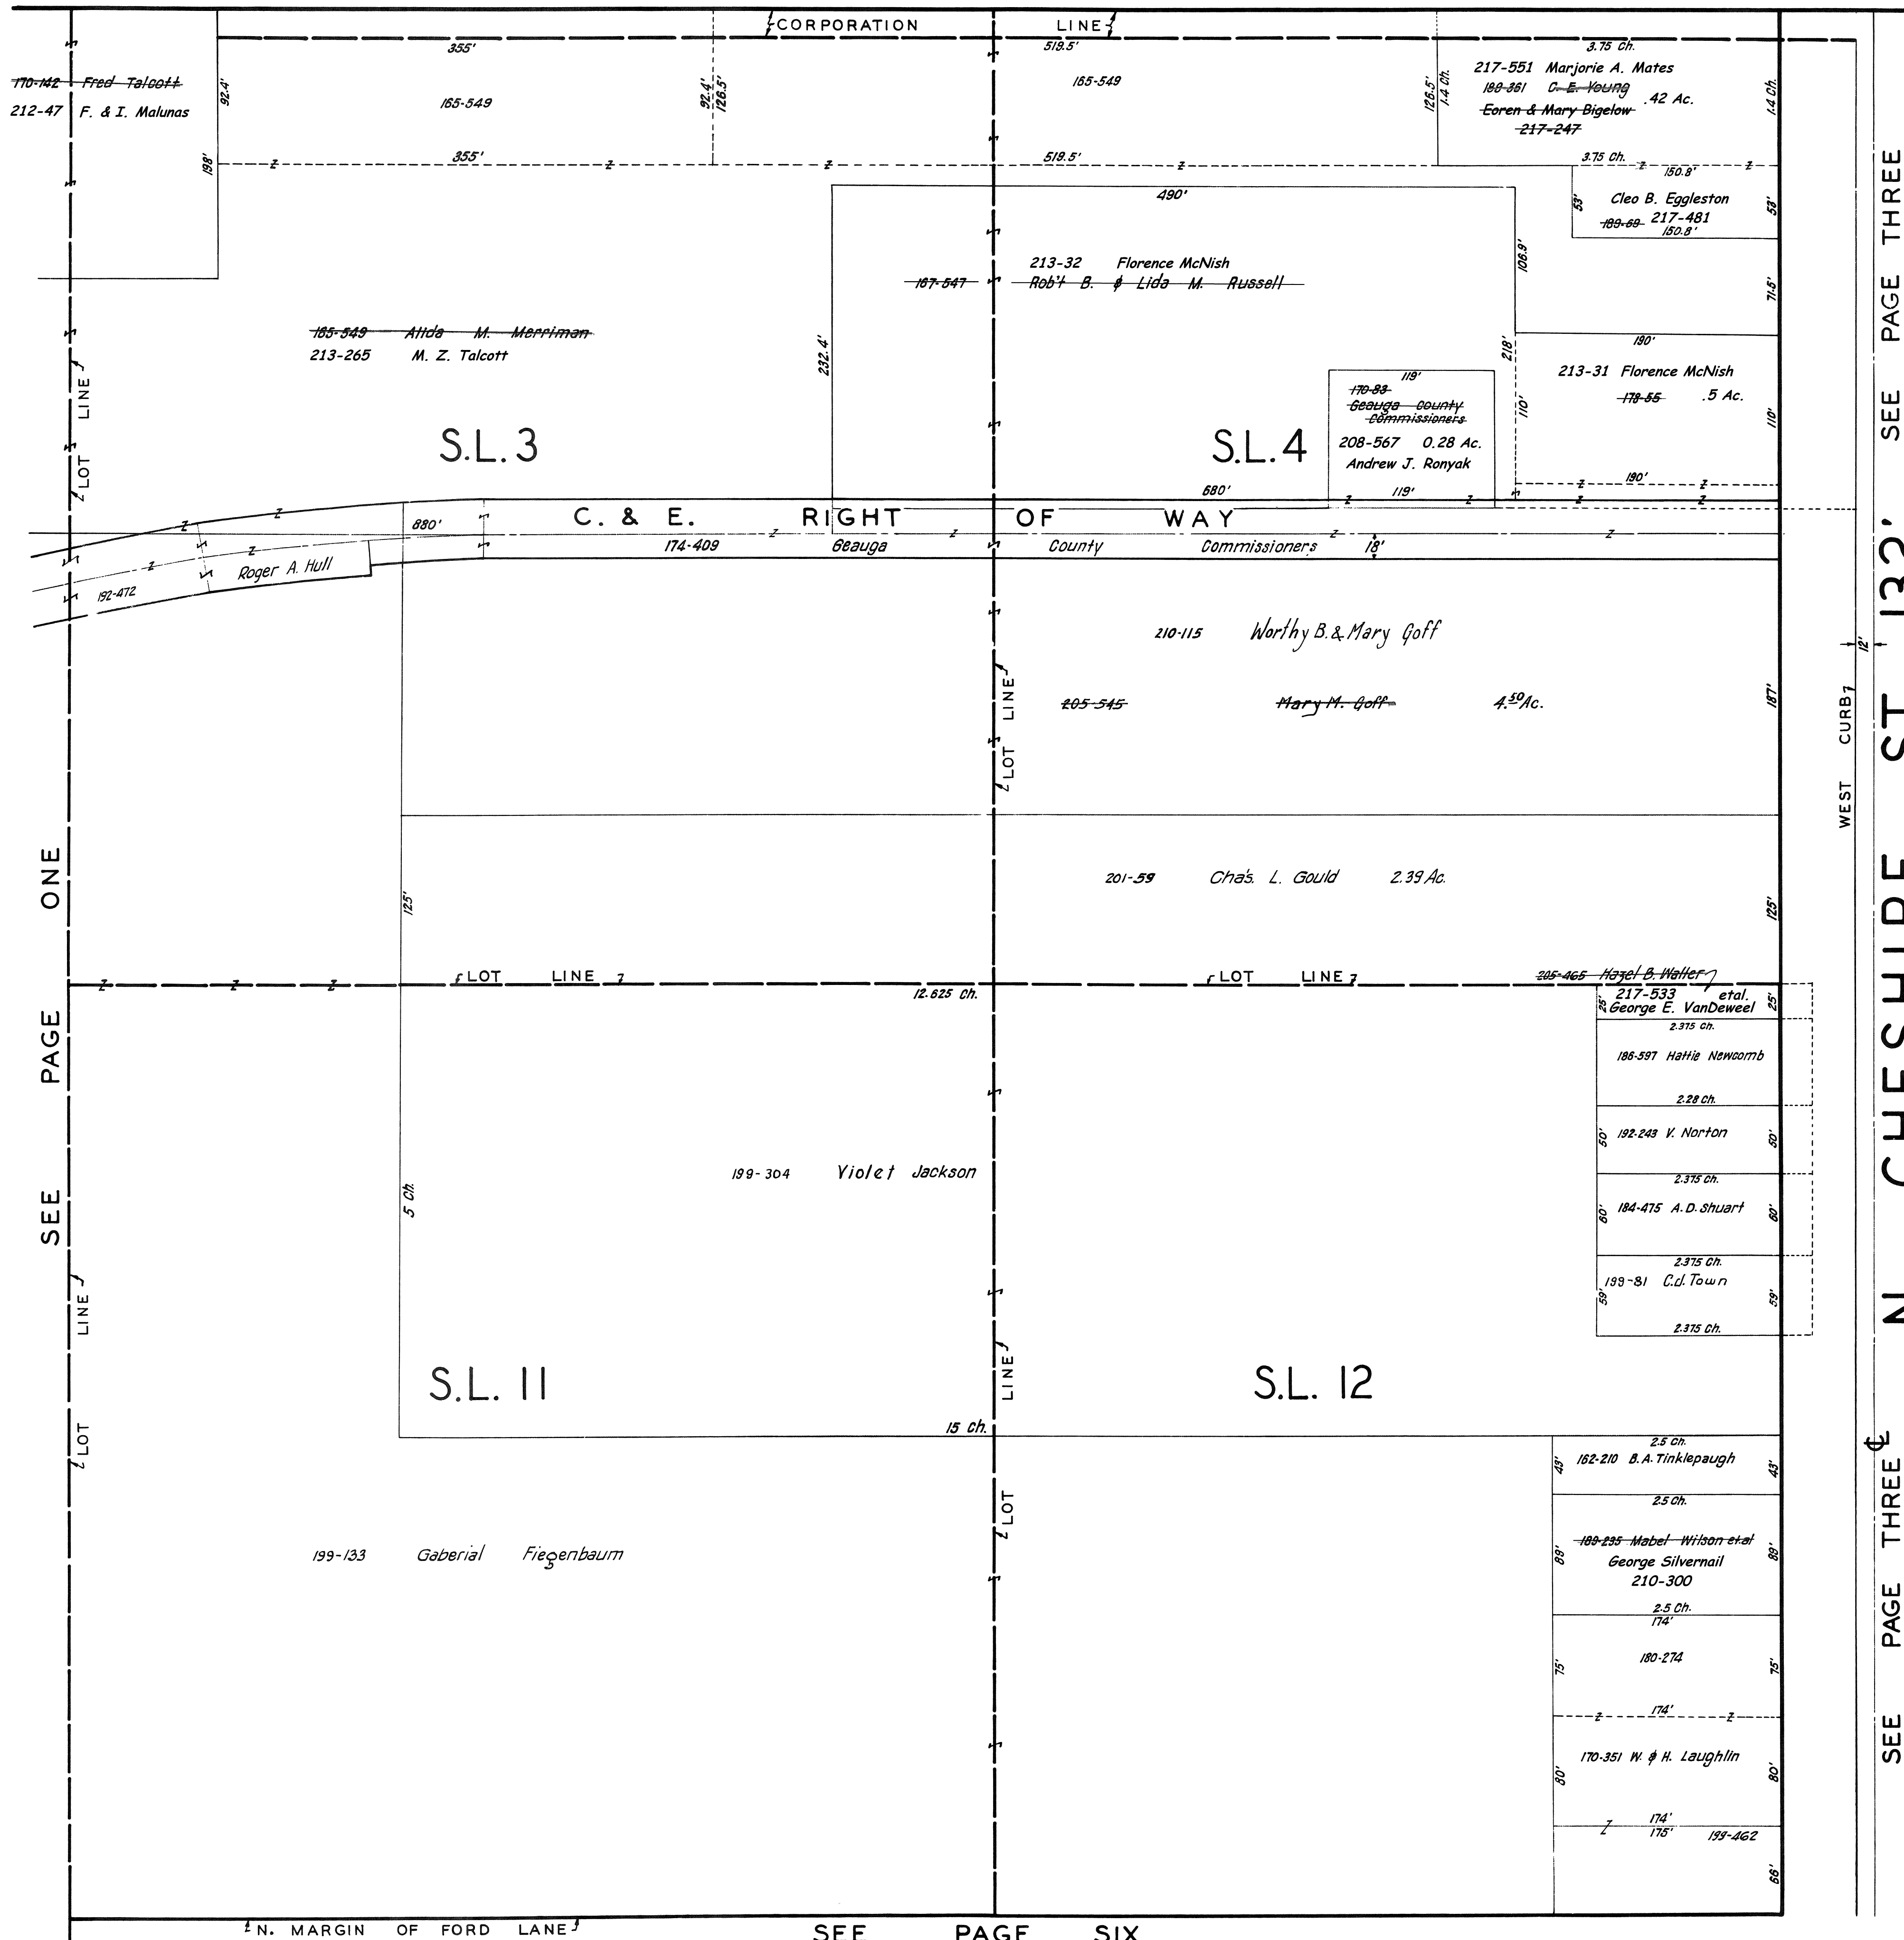 CORPORATION LINE
355'
519.5'
3.75 Ch.
170-142 Fred Talcott
212-47 F. & I. Malunas
92.4'
198'
165-549
92.4'
126.5'
165-549
126.5'
1.4 Ch.
217-551 Marjorie A. Mates
188-361 C. E. Young
.42 Ac.
Loren & Mary Bigelow
217-247
1.4 Ch.
355'
519.5'
3.75 Ch.
150.8'
53'
Cleo B. Eggleston
189-69 217-481
150.8'
53'
490'
106.9'
71.5'
213-32 Florence McNish
167-547 Rob't B. & Lida M. Russell
165-549 Alida M. Merriman
213-265 M. Z. Talcott
232.4'
218'
190'
213-31 Florence McNish
178-55 .5 Ac.
110'
110'
190'
119'
170-83
Geauga County
Commissioners
208-567 0.28 Ac.
Andrew J. Ronyak
119'
LOT LINE
S.L. 3
S.L. 4
680'
880'
C. & E. RIGHT OF WAY
174-409 Geauga County Commissioners 18'
Roger A. Hull
192-472
210-115 Worthy B. & Mary Goff
205-545 Mary M. Goff 4.50 Ac.
187'
LOT LINE
12'
WEST CURB
201-59 Cha's. L. Gould 2.39 Ac.
125'
125'
LOT LINE
LOT LINE
12.625 Ch.
205-465 Hazel B. Walter
217-533 etal.
George E. VanDeweel
25'
25'
2.375 Ch.
186-597 Hattie Newcomb
2.28 Ch.
50'
192-243 V. Norton
50'
2.375 Ch.
60'
184-475 A. D. Shuart
60'
2.375 Ch.
199-81 C.J. Town
59'
59'
2.375 Ch.
199-304 Violet Jackson
5 Ch.
S.L. 11
S.L. 12
LOT LINE
LOT LINE
15 Ch.
2.5 Ch.
43'
162-210 B. A. Tinklepaugh
43'
2.5 Ch.
189-235 Mabel Wilson et al
George Silvernail
210-300
89'
89'
2.5 Ch.
174'
75'
180-274
75'
174'
80'
170-351 W. & H. Laughlin
80'
174'
175' 199-462
66'
199-133 Gaberial Fiegenbaum
N. MARGIN OF FORD LANE
SEE PAGE SIX
SEE PAGE ONE
SEE PAGE THREE
N. CHESHIRE ST. 132'
℄
SEE PAGE THREE